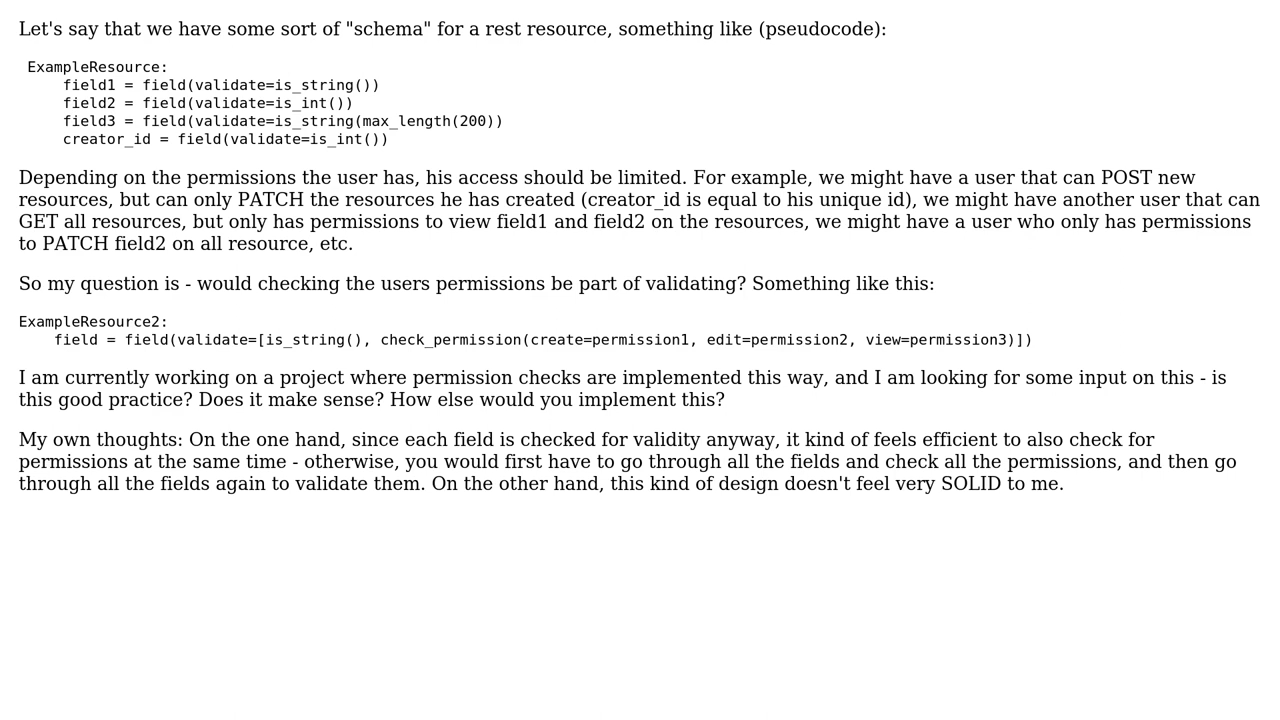 Let's say that we have some sort of "schema" for a rest resource, something like (pseudocode):
ExampleResource:
    field1 = field(validate=is_string())
    field2 = field(validate=is_int())
    field3 = field(validate=is_string(max_length(200))
    creator_id = field(validate=is_int())
Depending on the permissions the user has, his access should be limited. For example, we might have a user that can POST new
resources, but can only PATCH the resources he has created (creator_id is equal to his unique id), we might have another user that can
GET all resources, but only has permissions to view field1 and field2 on the resources, we might have a user who only has permissions
to PATCH field2 on all resource, etc.
So my question is - would checking the users permissions be part of validating? Something like this:
ExampleResource2:
    field = field(validate=[is_string(), check_permission(create=permission1, edit=permission2, view=permission3)])
I am currently working on a project where permission checks are implemented this way, and I am looking for some input on this - is
this good practice? Does it make sense? How else would you implement this?
My own thoughts: On the one hand, since each field is checked for validity anyway, it kind of feels efficient to also check for
permissions at the same time - otherwise, you would first have to go through all the fields and check all the permissions, and then go
through all the fields again to validate them. On the other hand, this kind of design doesn't feel very SOLID to me.